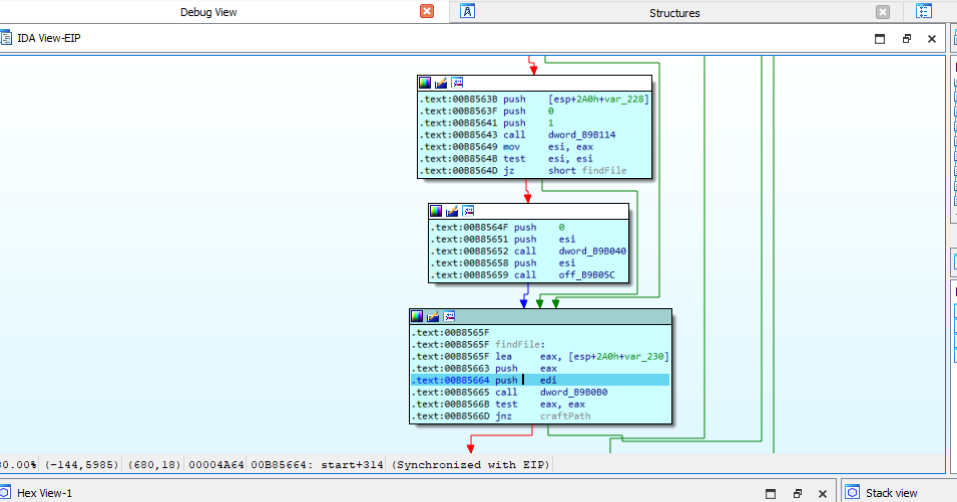 Debug View
Structures
IDA View-EIP
.text:00B8563B push [esp+2A0h+var_228]
.text:00B8563F push 0
.text:00B85641 push 1
.text:00B85643 call dword_B9B114
.text:00B85649 mov esi, eax
.text:00B8564B test esi, esi
.text:00B8564D jz short findFile
.text:00B8564F push 0
.text:00B85651 push esi
.text:00B85652 call dword_B9B040
.text:00B85658 push esi
.text:00B85659 call off_B9B05C
.text:00B8565F
.text:00B8565F findFile:
.text:00B8565F lea eax, [esp+2A0h+var_230]
.text:00B85663 push eax
.text:00B85664 push edi
.text:00B85665 call dword_B9B0B0
.text:00B8566B test eax, eax
.text:00B8566D jnz craftPath
0.00% (-144,5985) (680,18) 00004A64 00B85664: start+314 (Synchronized with EIP)
Hex View-1
Stack view